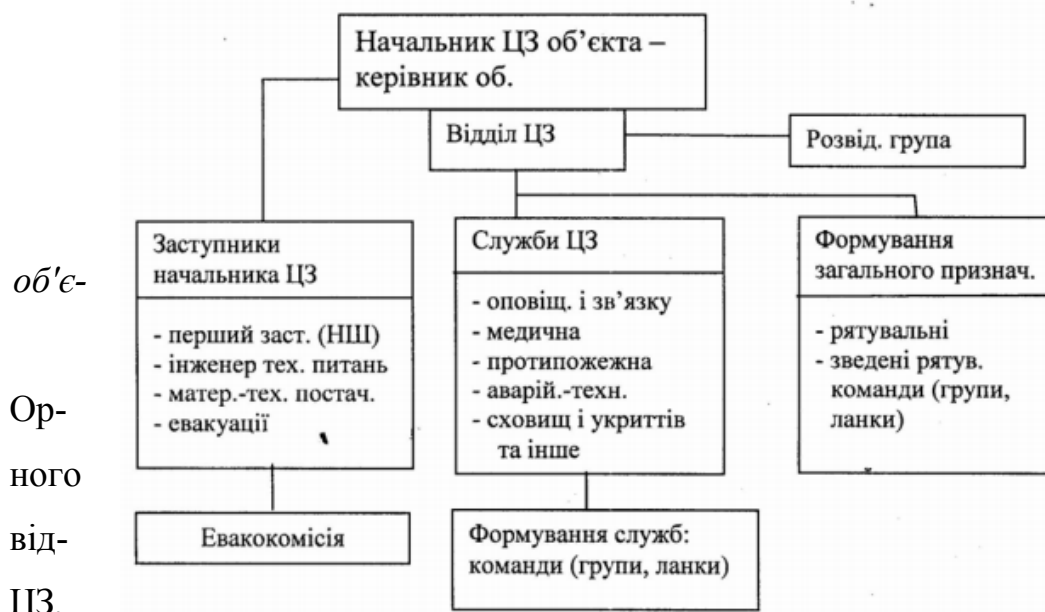 Начальник ЦЗ об’єкта –
керівник об.
Відділ ЦЗ
Розвід. група
Заступники
начальника ЦЗ
- перший заст. (НШ)
- інженер тех. питань
- матер.-тех. постач.
- евакуації
Служби ЦЗ
- оповіщ. і зв’язку
- медична
- протипожежна
- аварій.-техн.
- сховищ і укриттів
та інше
Формування
загального признач.
- рятувальні
- зведені рятув.
команди (групи,
ланки)
Евакокомісія
Формування служб:
команди (групи, ланки)
об'є-
Ор-
ного
від-
ЦЗ.